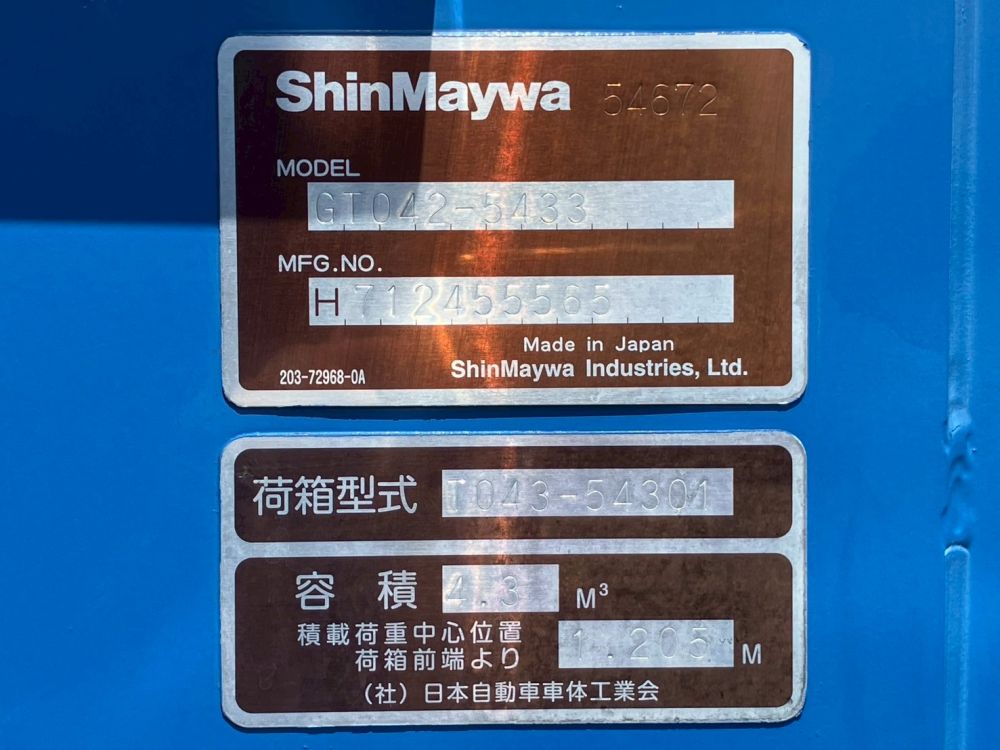 ShinMaywa 54672
MODEL
GT042-5433
MFG.NO.
H 712455565
Made in Japan
203-72968-0A ShinMaywa Industries, Ltd.
荷箱型式 T043-54301
容積 4.3 M³
積載荷重中心位置
荷箱前端より 1.205 M
（社）日本自動車車体工業会